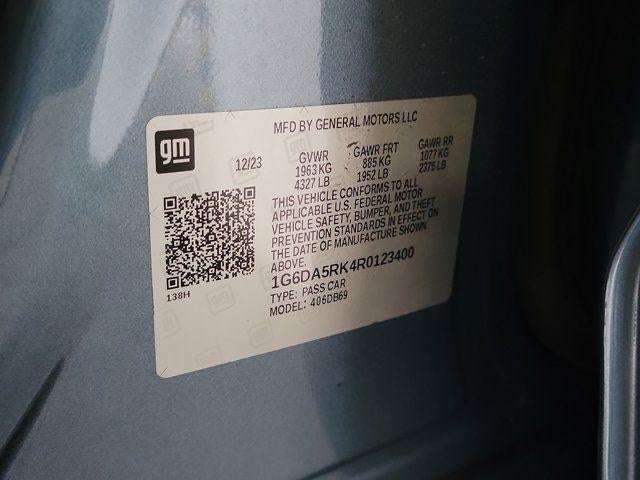 MFD BY GENERAL MOTORS LLC
gm
12/23
GVWR GAWR FRT GAWR RR
1963 KG 885 KG 1077 KG
4327 LB 1952 LB 2375 LB
THIS VEHICLE CONFORMS TO ALL
APPLICABLE U.S. FEDERAL MOTOR
VEHICLE SAFETY, BUMPER, AND THEFT
PREVENTION STANDARDS IN EFFECT ON
THE DATE OF MANUFACTURE SHOWN
ABOVE.
1G6DA5RK4R0123400
138H
TYPE: PASS CAR
MODEL: 406DB69